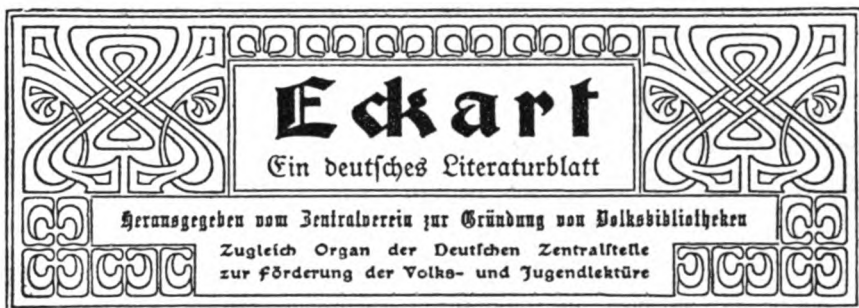 Eckart
Ein deutsches Literaturblatt
Herausgegeben vom Zentralverein zur Gründung von Volksbibliotheken
Zugleich Organ der Deutschen Zentralstelle
zur Förderung der Volks- und Jugendlektüre